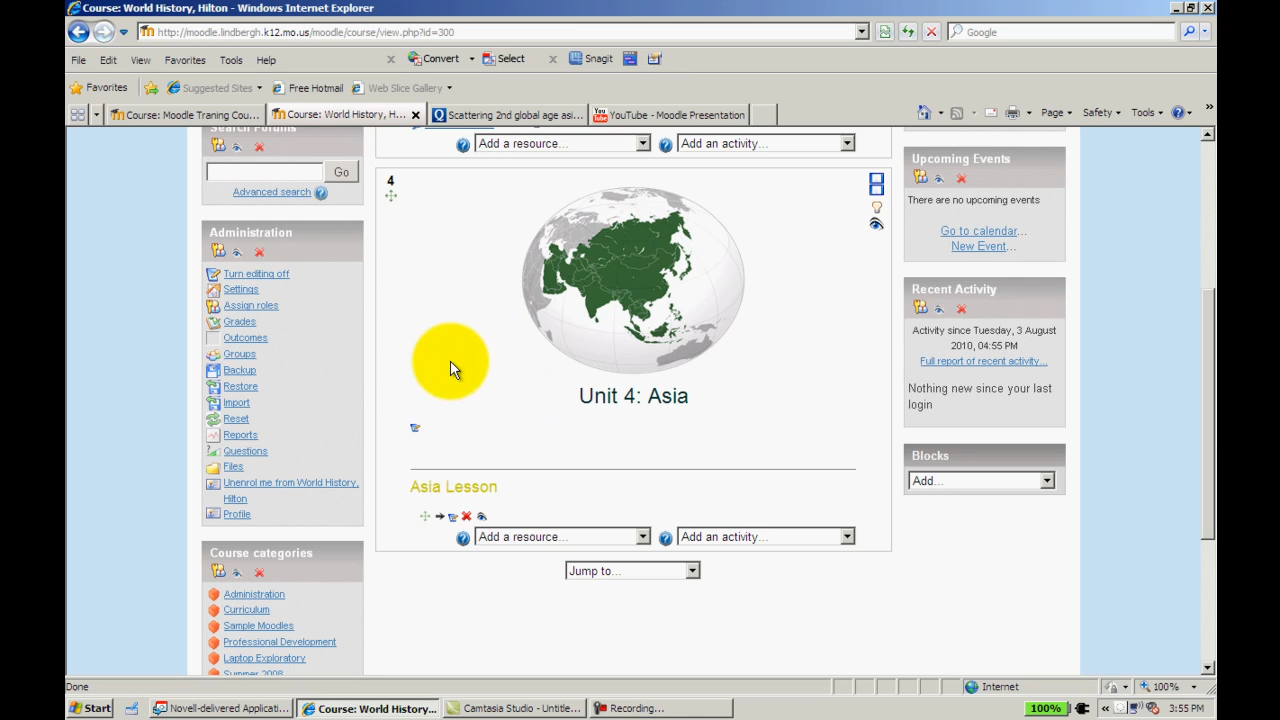 Course: World History, Hilton - Windows Internet Explorer
http://moodle.lindbergh.k12.mo.us/moodle/course/view.php?id=300
Google
File Edit View Favorites Tools Help
Convert Select Snagit
Favorites Suggested Sites Free Hotmail Web Slice Gallery
Course: Moodle Traning Cou... Course: World History, H... Scattering 2nd global age asi... YouTube - Moodle Presentation
Page Safety Tools
Search Forums
Go
Advanced search
Administration
Turn editing off
Settings
Assign roles
Grades
Outcomes
Groups
Backup
Restore
Import
Reset
Reports
Questions
Files
Unenrol me from World History,
Hilton
Profile
Course categories
Administration
Curriculum
Sample Moodles
Professional Development
Laptop Exploratory
Summer 2008
Add a resource... Add an activity...
4
Unit 4: Asia
Asia Lesson
Add a resource... Add an activity...
Jump to...
Upcoming Events
There are no upcoming events
Go to calendar...
New Event...
Recent Activity
Activity since Tuesday, 3 August
2010, 04:55 PM
Full report of recent activity...
Nothing new since your last
login
Blocks
Add...
Done Internet 100%
Start Novell-delivered Applicati... Course: World History... Camtasia Studio - Untitle... Recording... 100% 3:55 PM